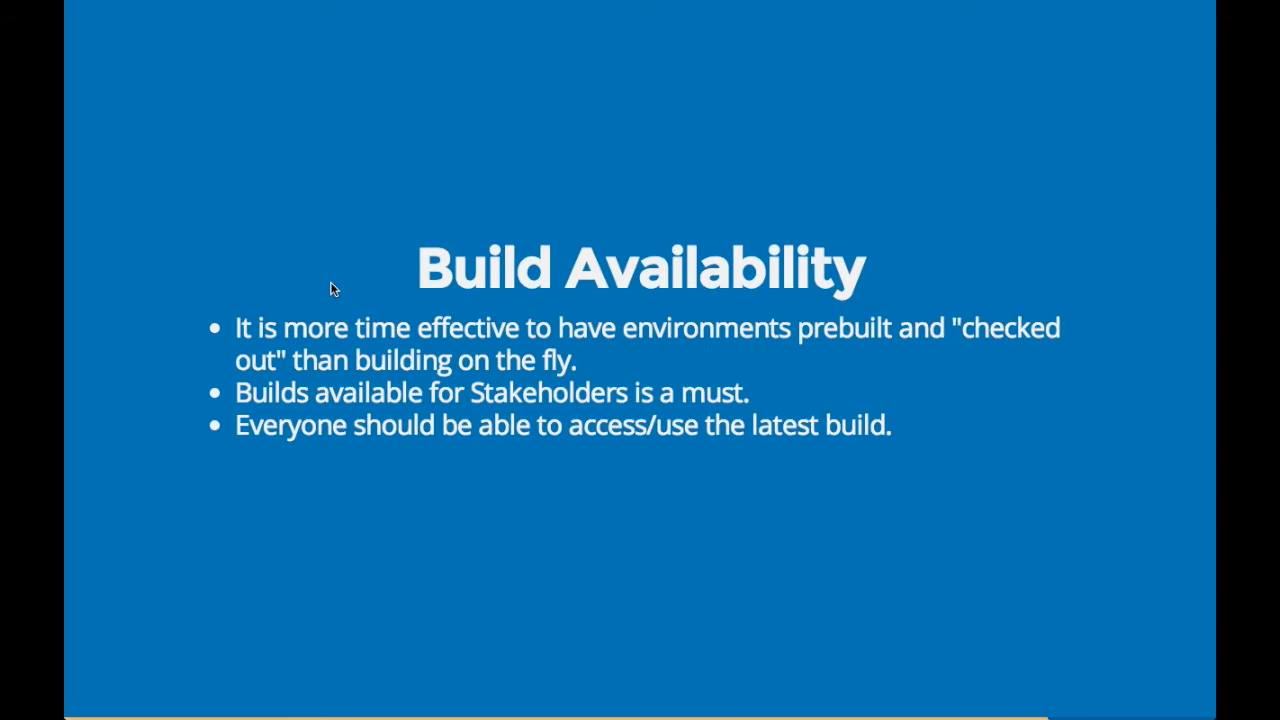 Build Availability
• It is more time effective to have environments prebuilt and "checked
out" than building on the fly.
• Builds available for Stakeholders is a must.
• Everyone should be able to access/use the latest build.